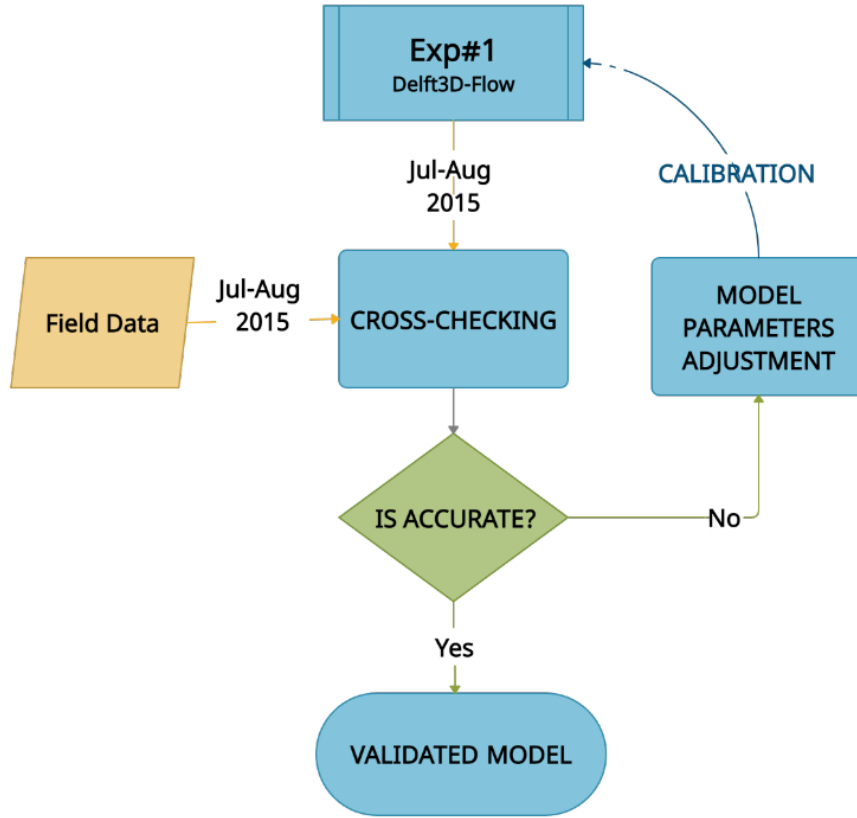 Exp#1
Delft3D-Flow
Jul-Aug
2015
CALIBRATION
Field Data
Jul-Aug
2015
CROSS-CHECKING
MODEL
PARAMETERS
ADJUSTMENT
IS ACCURATE?
No
Yes
VALIDATED MODEL